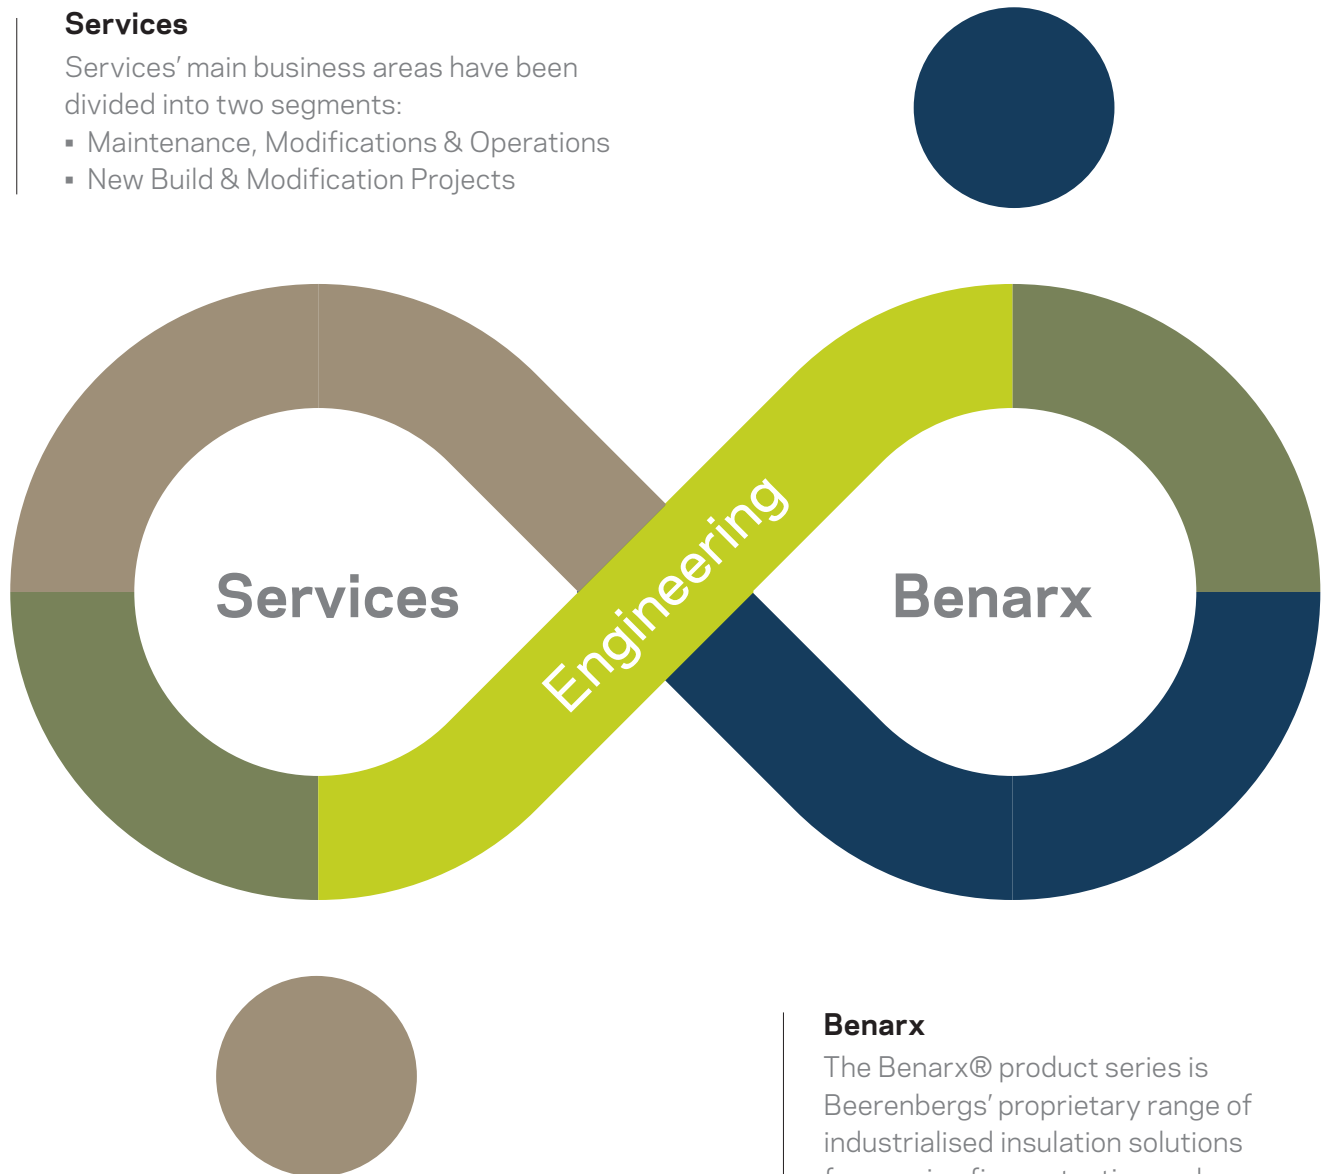 Services
Services' main business areas have been
divided into two segments:
▪ Maintenance, Modifications & Operations
▪ New Build & Modification Projects
Services
Engineering
Benarx
Benarx
The Benarx® product series is
Beerenbergs' proprietary range of
industrialised insulation solutions